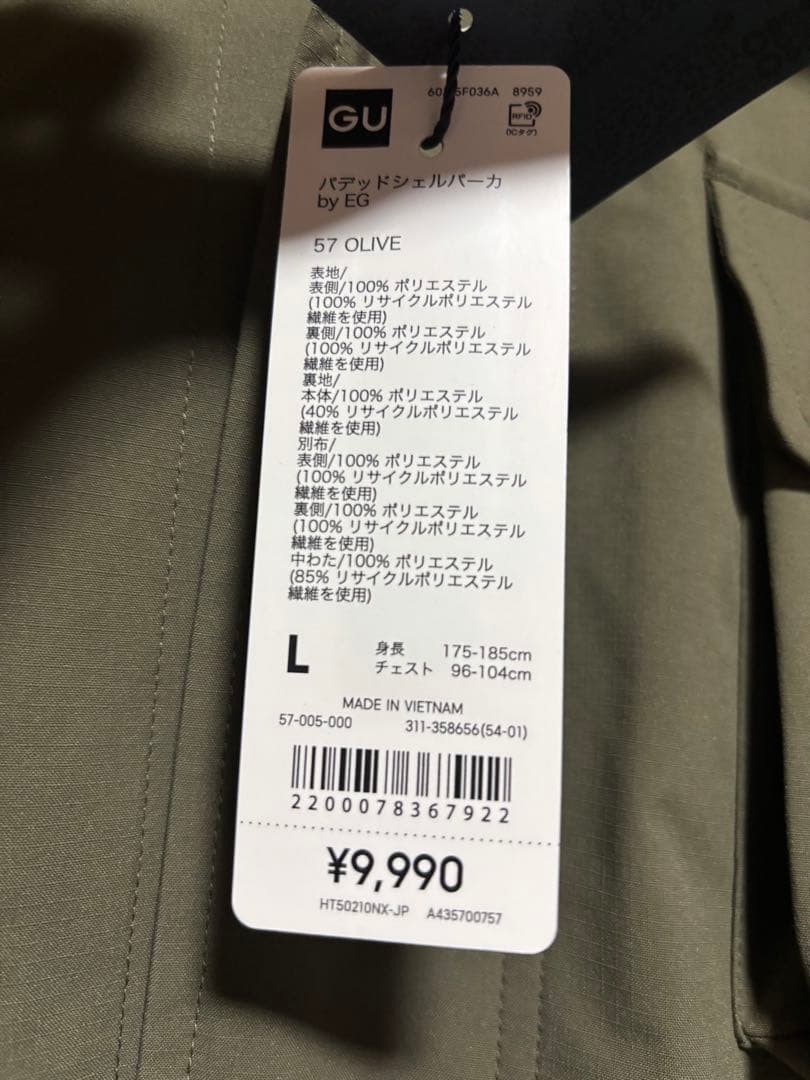 GU
5F036A 8959
RFID
(ICタグ)
パデッドシェルパーカ
by EG
57 OLIVE
表地/
表側/100% ポリエステル
(100% リサイクルポリエステル
繊維を使用)
裏側/100% ポリエステル
(100% リサイクルポリエステル
繊維を使用)
裏地/
本体/100% ポリエステル
(40% リサイクルポリエステル
繊維を使用)
別布/
表側/100% ポリエステル
(100% リサイクルポリエステル
繊維を使用)
裏側/100% ポリエステル
(100% リサイクルポリエステル
繊維を使用)
中わた/100% ポリエステル
(85% リサイクルポリエステル
繊維を使用)
L 身長 175-185cm
チェスト 96-104cm
MADE IN VIETNAM
57-005-000 311-358656(54-01)
2200078367922
¥9,990
HT50210NX-JP A435700757